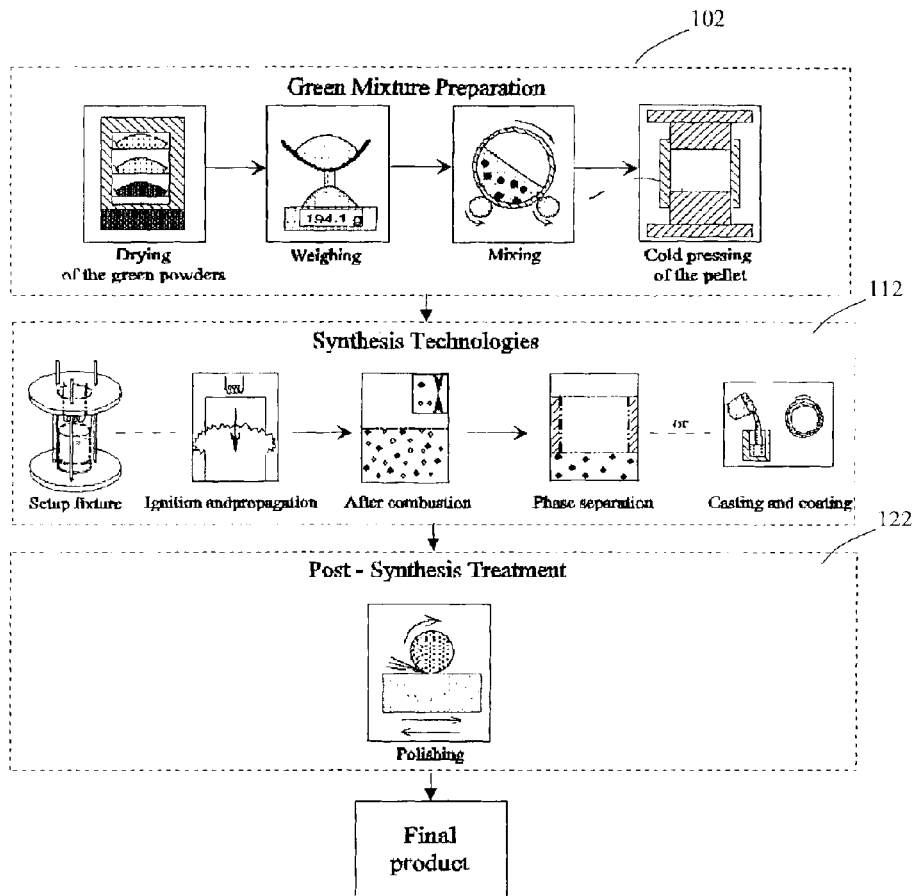 102
Green Mixture Preparation
194.1 g
Drying
of the green powders
Weighing
Mixing
Cold pressing
of the pellet
112
Synthesis Technologies
or
Setup fixture
Ignition and propagation
After combustion
Phase separation
Casting and coating
122
Post - Synthesis Treatment
Polishing
Final
product